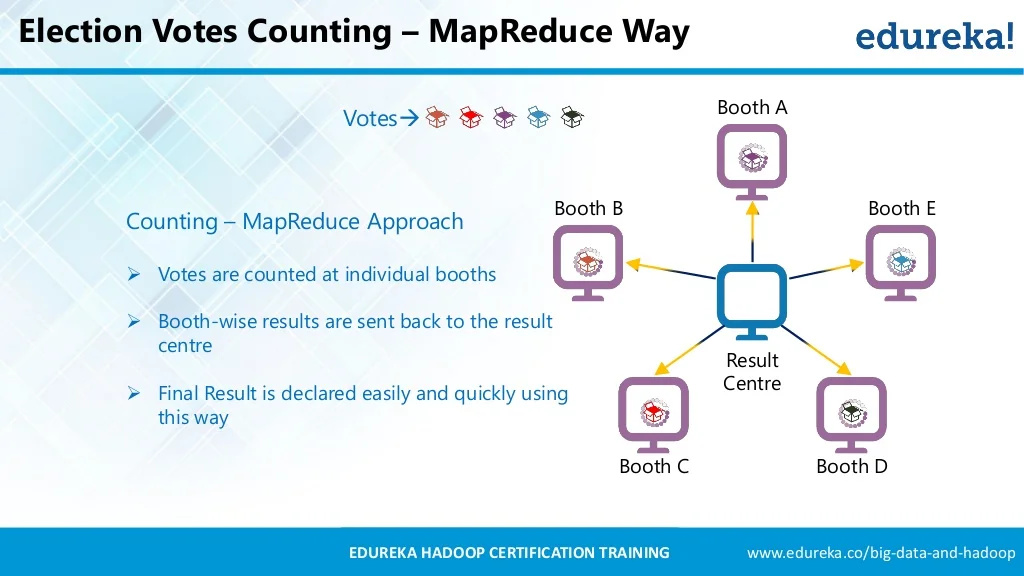 Election Votes Counting – MapReduce Way
edureka!
Votes→
Booth A
Booth B
Booth E
Counting – MapReduce Approach
➢ Votes are counted at individual booths
➢ Booth-wise results are sent back to the result
centre
➢ Final Result is declared easily and quickly using
this way
Result
Centre
Booth C
Booth D
EDUREKA HADOOP CERTIFICATION TRAINING
www.edureka.co/big-data-and-hadoop